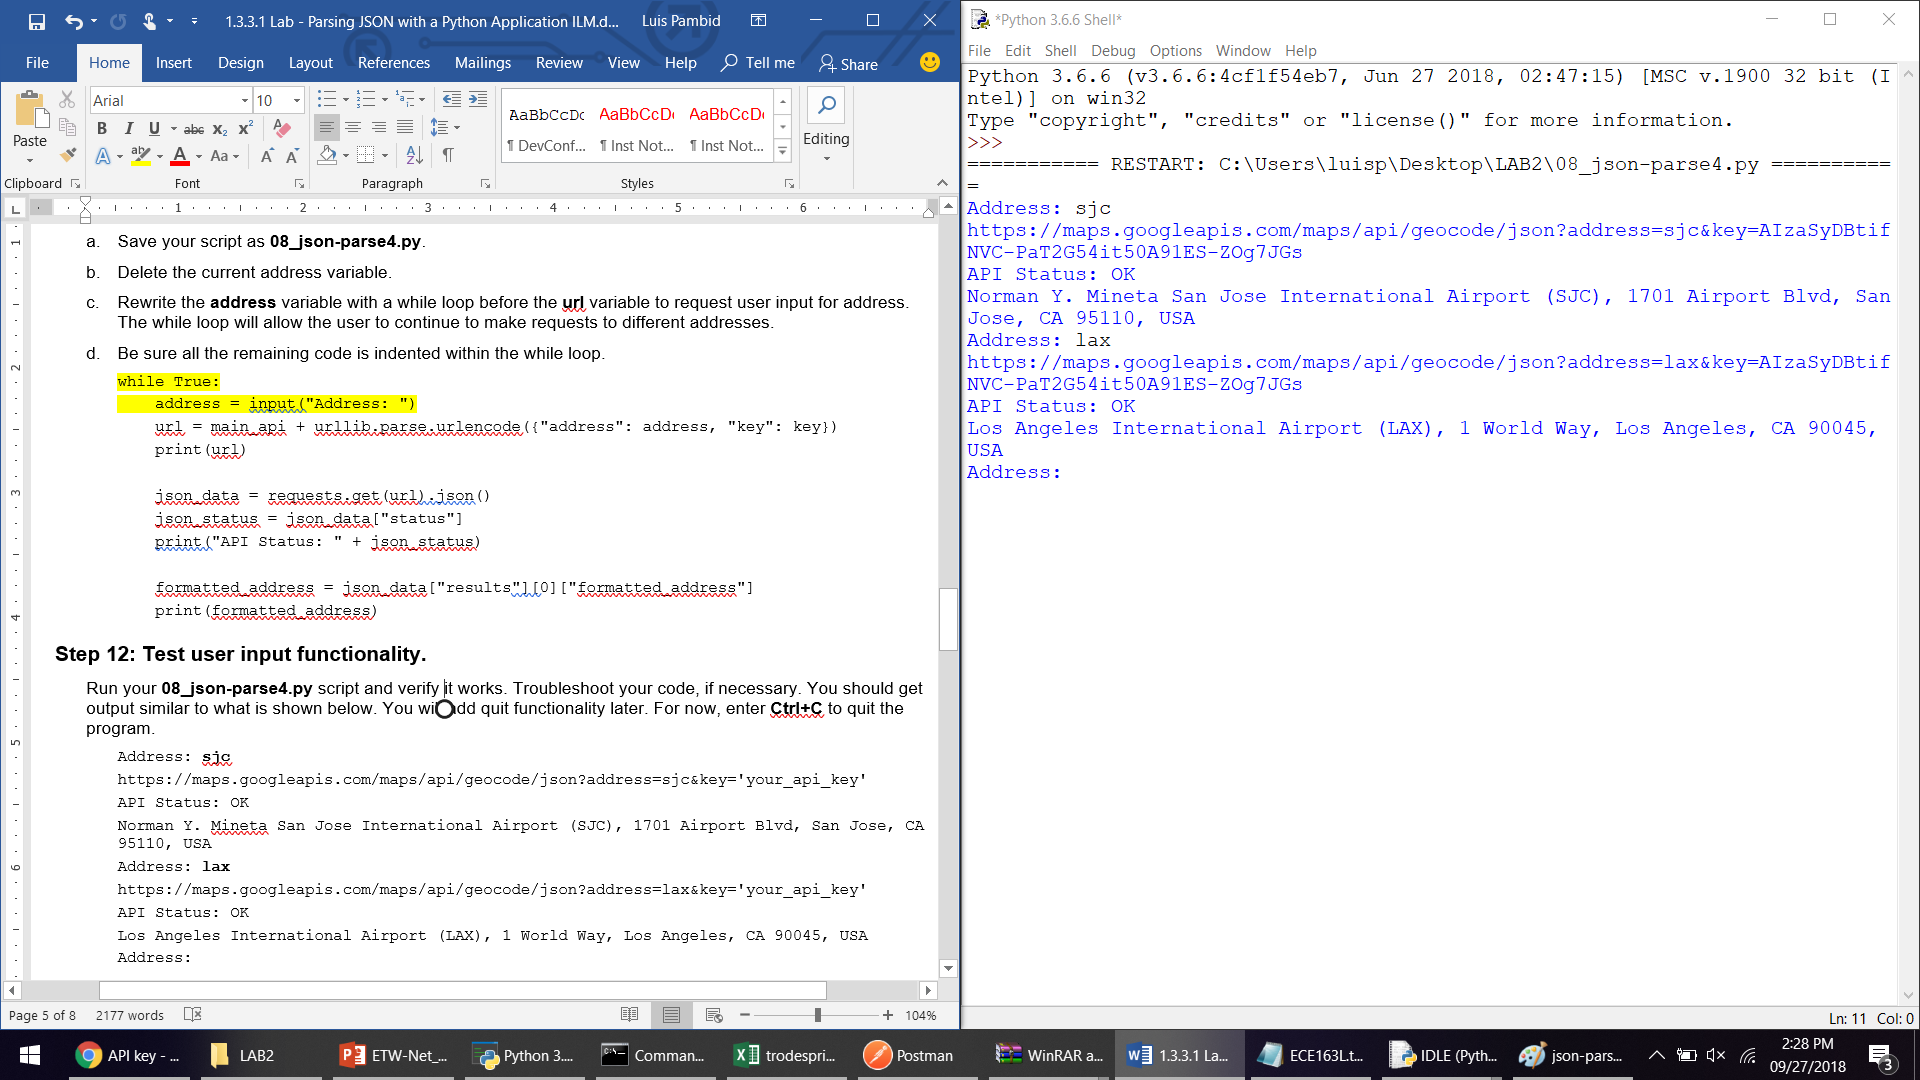 1.3.3.1 Lab - Parsing JSON with a Python Application ILM.d...
Luis Pambid
File Home Insert Design Layout References Mailings Review View Help Tell me Share
Arial 10
Paste
Clipboard Font Paragraph Styles
AaBbCcDc AaBbCcDc AaBbCcDc
¶ DevConf... ¶ Inst Not... ¶ Inst Not...
Editing
1 2 3 4 5 6
a. Save your script as 08_json-parse4.py.
b. Delete the current address variable.
c. Rewrite the address variable with a while loop before the url variable to request user input for address.
The while loop will allow the user to continue to make requests to different addresses.
d. Be sure all the remaining code is indented within the while loop.
while True:
address = input("Address: ")
url = main_api + urllib.parse.urlencode({"address": address, "key": key})
print(url)
json_data = requests.get(url).json()
json_status = json_data["status"]
print("API Status: " + json_status)
formatted_address = json_data["results"][0]["formatted_address"]
print(formatted_address)
Step 12: Test user input functionality.
Run your 08_json-parse4.py script and verify it works. Troubleshoot your code, if necessary. You should get
output similar to what is shown below. You will add quit functionality later. For now, enter Ctrl+C to quit the
program.
Address: sjc
https://maps.googleapis.com/maps/api/geocode/json?address=sjc&key='your_api_key'
API Status: OK
Norman Y. Mineta San Jose International Airport (SJC), 1701 Airport Blvd, San Jose, CA
95110, USA
Address: lax
https://maps.googleapis.com/maps/api/geocode/json?address=lax&key='your_api_key'
API Status: OK
Los Angeles International Airport (LAX), 1 World Way, Los Angeles, CA 90045, USA
Address:
Page 5 of 8 2177 words 104%
*Python 3.6.6 Shell*
File Edit Shell Debug Options Window Help
Python 3.6.6 (v3.6.6:4cf1f54eb7, Jun 27 2018, 02:47:15) [MSC v.1900 32 bit (I
ntel)] on win32
Type "copyright", "credits" or "license()" for more information.
>>>
=========== RESTART: C:\Users\luisp\Desktop\LAB2\08_json-parse4.py ==========
=
Address: sjc
https://maps.googleapis.com/maps/api/geocode/json?address=sjc&key=AIzaSyDBtif
NVC-PaT2G54it50A91ES-ZOg7JGs
API Status: OK
Norman Y. Mineta San Jose International Airport (SJC), 1701 Airport Blvd, San
Jose, CA 95110, USA
Address: lax
https://maps.googleapis.com/maps/api/geocode/json?address=lax&key=AIzaSyDBtif
NVC-PaT2G54it50A91ES-ZOg7JGs
API Status: OK
Los Angeles International Airport (LAX), 1 World Way, Los Angeles, CA 90045,
USA
Address:
Ln: 11 Col: 0
API key - ... LAB2 ETW-Net_... Python 3.... Comman... trodespri... Postman WinRAR a... 1.3.3.1 La... ECE163L.t... IDLE (Pyth... json-pars...
2:28 PM
09/27/2018
3